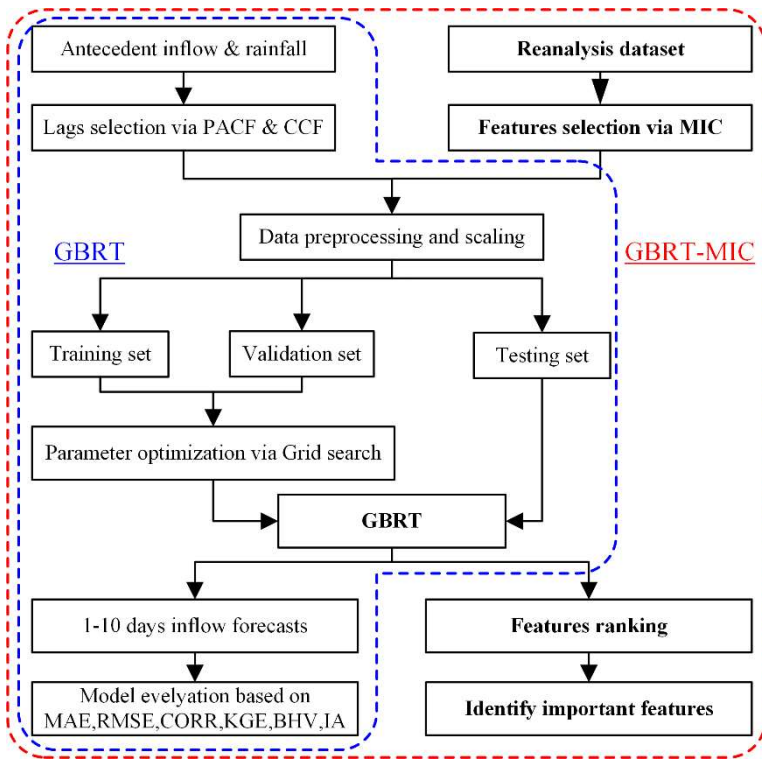 Antecedent inflow & rainfall
Reanalysis dataset
Lags selection via PACF & CCF
Features selection via MIC
Data preprocessing and scaling
GBRT
GBRT-MIC
Training set
Validation set
Testing set
Parameter optimization via Grid search
GBRT
1-10 days inflow forecasts
Features ranking
Model evelyation based on
MAE,RMSE,CORR,KGE,BHV,IA
Identify important features